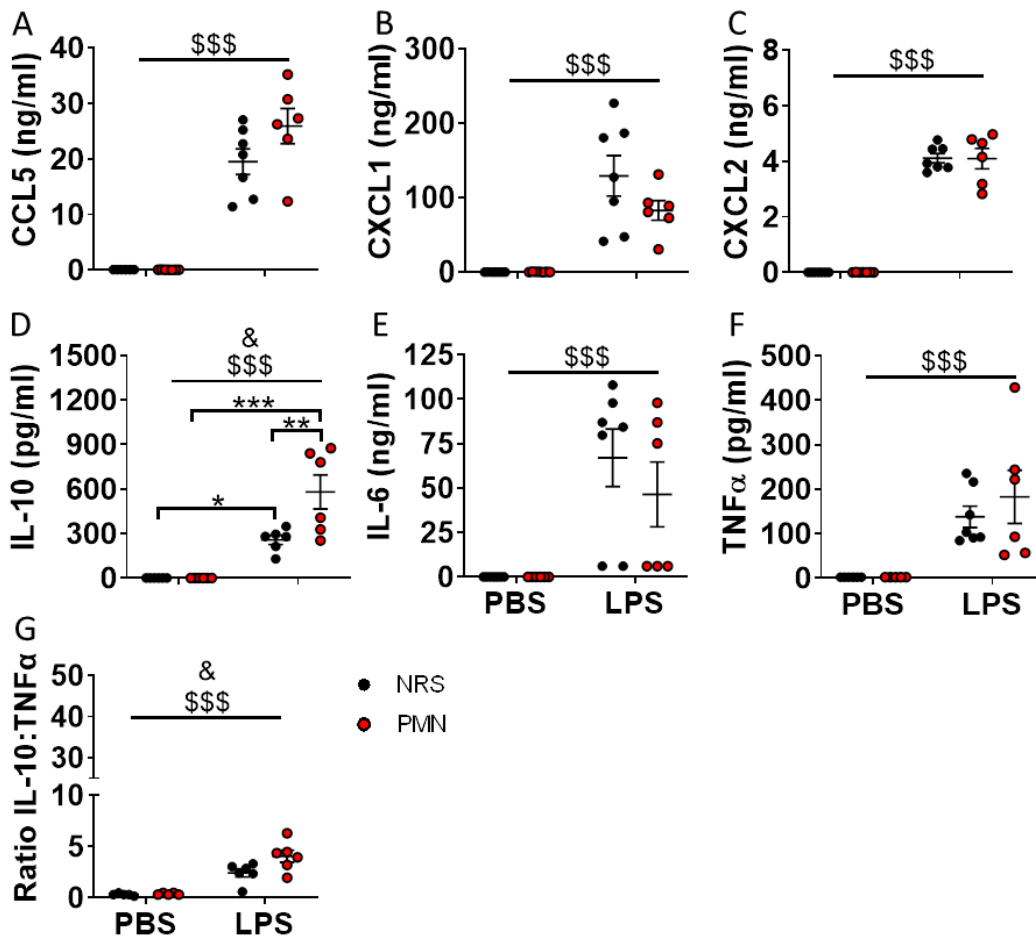 A
CCL5 (ng/ml)
40
30
20
10
0
$$$
B
CXCL1 (ng/ml)
300
200
100
0
$$$
C
CXCL2 (ng/ml)
8
6
4
2
0
$$$
D
IL-10 (pg/ml)
1500
1200
900
600
300
0
&
$$$
***
**
*
E
IL-6 (ng/ml)
125
100
75
50
25
0
$$$
PBS LPS
F
TNFα (pg/ml)
500
400
300
200
100
0
$$$
PBS LPS
G
Ratio IL-10:TNFα
50
40
30
10
5
0
&
$$$
PBS LPS
NRS
PMN